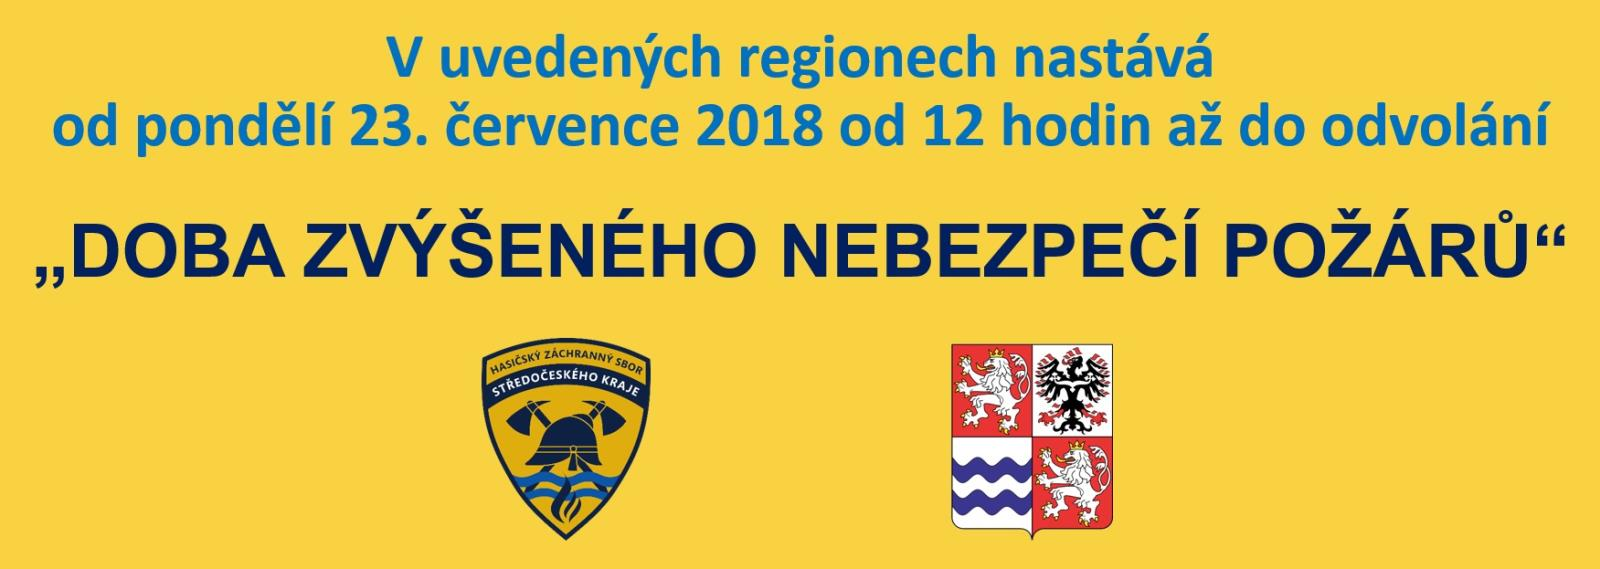 V uvedených regionech nastává
od pondělí 23. července 2018 od 12 hodin až do odvolání
„DOBA ZVÝŠENÉHO NEBEZPEČÍ POŽÁRŮ“
HASIČSKÝ ZÁCHRANNÝ SBOR
STŘEDOČESKÉHO KRAJE